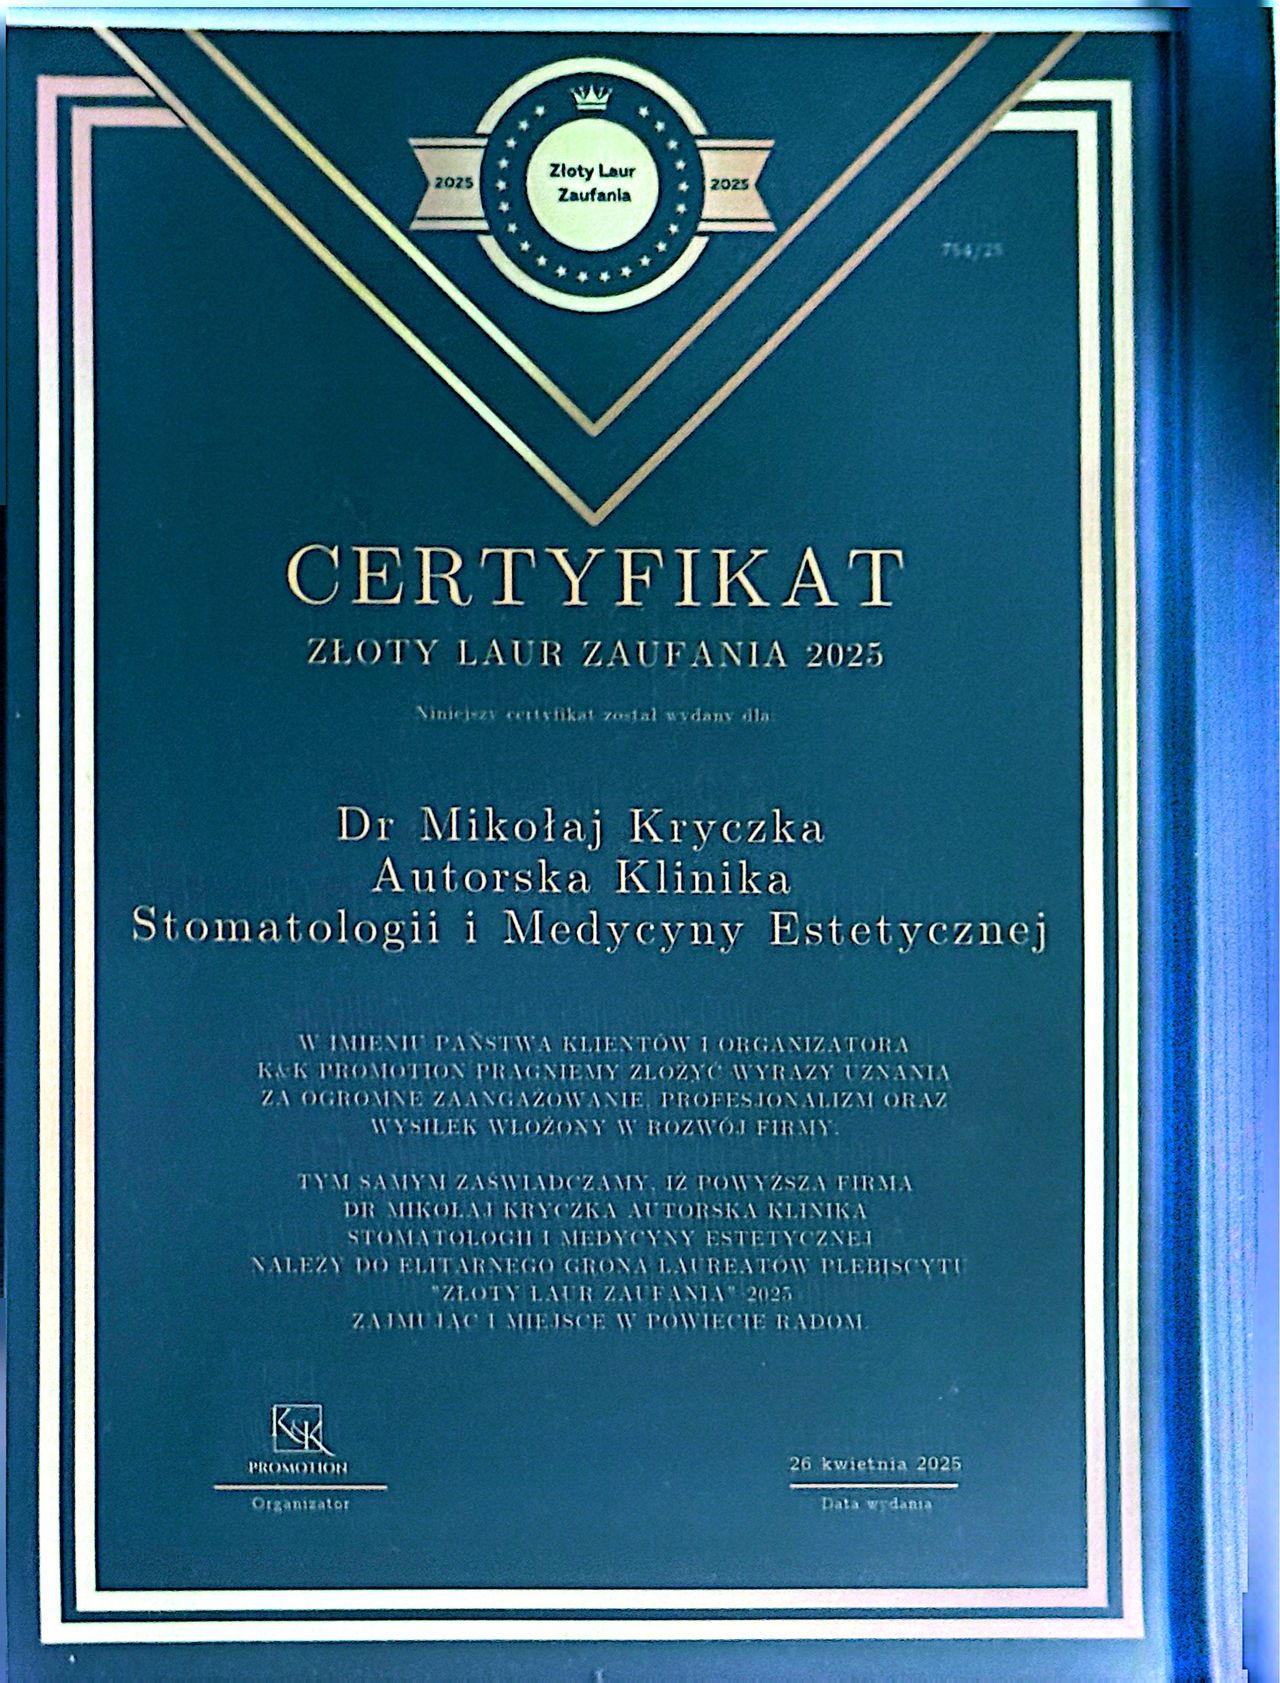 Złoty Laur
Zaufania
2025
2025
754/25
CERTYFIKAT
ZŁOTY LAUR ZAUFANIA 2025
Niniejszy certyfikat został wydany dla:
Dr Mikołaj Kryczka
Autorska Klinika
Stomatologii i Medycyny Estetycznej
W IMIENIU PAŃSTWA KLIENTÓW I ORGANIZATORA
K&K PROMOTION PRAGNIEMY ZŁOŻYĆ WYRAZY UZNANIA
ZA OGROMNE ZAANGAŻOWANIE, PROFESJONALIZM ORAZ
WYSIŁEK WŁOŻONY W ROZWÓJ FIRMY.
TYM SAMYM ZAŚWIADCZAMY, IŻ POWYŻSZA FIRMA
DR MIKOŁAJ KRYCZKA AUTORSKA KLINIKA
STOMATOLOGII I MEDYCYNY ESTETYCZNEJ
NALEŻY DO ELITARNEGO GRONA LAUREATÓW PLEBISCYTU
"ZŁOTY LAUR ZAUFANIA" 2025
ZAJMUJĄC I MIEJSCE W POWIECIE RADOM.
K&K
PROMOTION
Organizator
26 kwietnia 2025
Data wydania